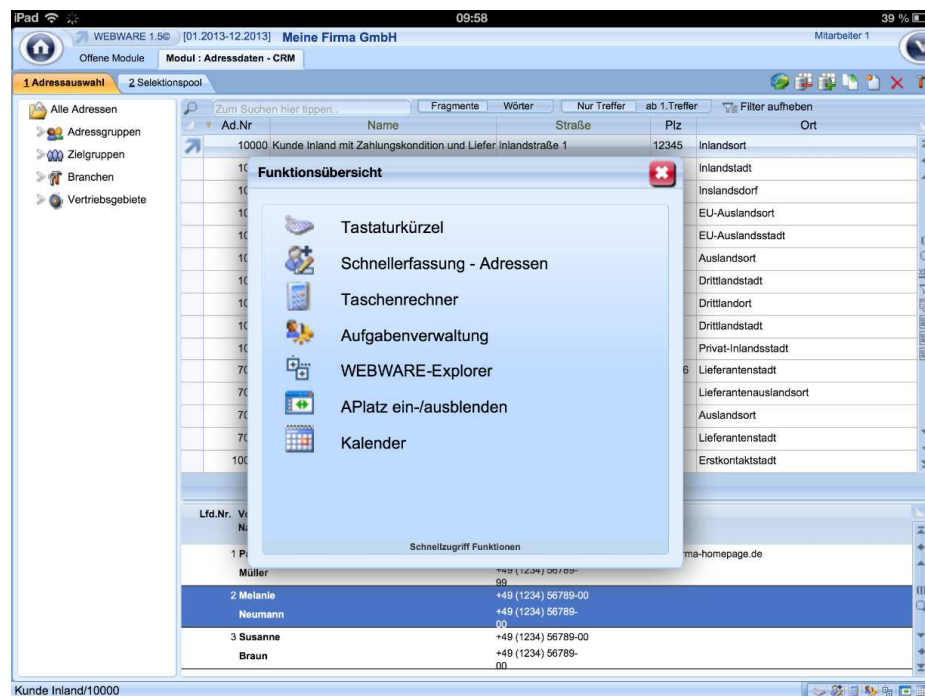 iPad 09:58 39 %
WEBWARE 1.5© [01.2013-12.2013] Meine Firma GmbH Mitarbeiter 1
Offene Module Modul : Adressdaten - CRM
1 Adressauswahl 2 Selektionspool
Alle Adressen
Adressgruppen
Zielgruppen
Branchen
Vertriebsgebiete
Zum Suchen hier tippen.. Fragmente Wörter Nur Treffer ab 1.Treffer Filter aufheben
Ad.Nr Name Straße Plz Ort
10000 Kunde Inland mit Zahlungskondition und Liefer Inlandstraße 1 12345 Inlandsort
Inlandstadt
Inslandsdorf
EU-Auslandsort
EU-Auslandsstadt
Auslandsort
Drittlandstadt
Drittlandort
Drittlandstadt
Privat-Inlandsstadt
Lieferantenstadt
Lieferantenauslandsort
Auslandsort
Lieferantenstadt
Erstkontaktstadt
Funktionsübersicht
Tastaturkürzel
Schnellerfassung - Adressen
Taschenrechner
Aufgabenverwaltung
WEBWARE-Explorer
APlatz ein-/ausblenden
Kalender
Schnellzugriff Funktionen
Lfd.Nr.
1
Müller +49 (1234) 56789-
99
2 Melanie +49 (1234) 56789-00
Neumann +49 (1234) 56789-
00
3 Susanne +49 (1234) 56789-00
Braun +49 (1234) 56789-
00
Kunde Inland/10000